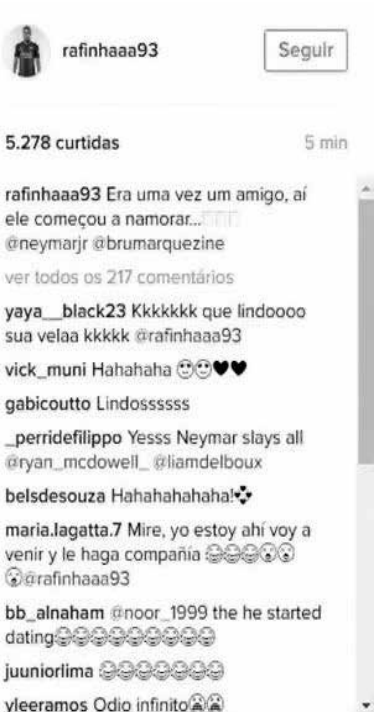 rafinhaaa93
Seguir
5.278 curtidas
5 min
rafinhaaa93 Era uma vez um amigo, aí
ele começou a namorar...
@neymarjr @brumarquezine
ver todos os 217 comentários
yaya__black23 Kkkkkkk que lindoooo
sua velaa kkkkk @rafinhaaa93
vick_muni Hahahaha 🙄🙄🖤🖤
gabicoutto Lindossssss
_perridefilippo Yesss Neymar slays all
@ryan_mcdowell_ @liamdelboux
belsdesouza Hahahahahaha!
maria.lagatta.7 Mire, yo estoy ahí voy a
venir y le haga compañía 😂😂😂😮😮
😮@rafinhaaa93
bb_alnaham @noor_1999 the he started
dating😂😂😂😂😂😂😂😂😂
juuniorlima 😂😂😂😂😂😂😂
yleeramos Odio infinito😭😭